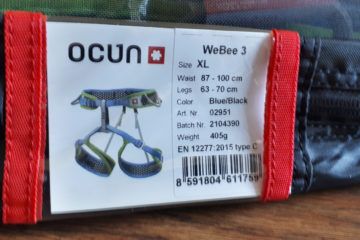 OCUN
WeBee 3
Size XL
Waist 87 - 100 cm
Legs 63 - 70 cm
Color Blue/Black
Art. Nr 02951
Batch Nr 2104390
Weight 405g
EN 12277:2015 type C
8 591804 611759